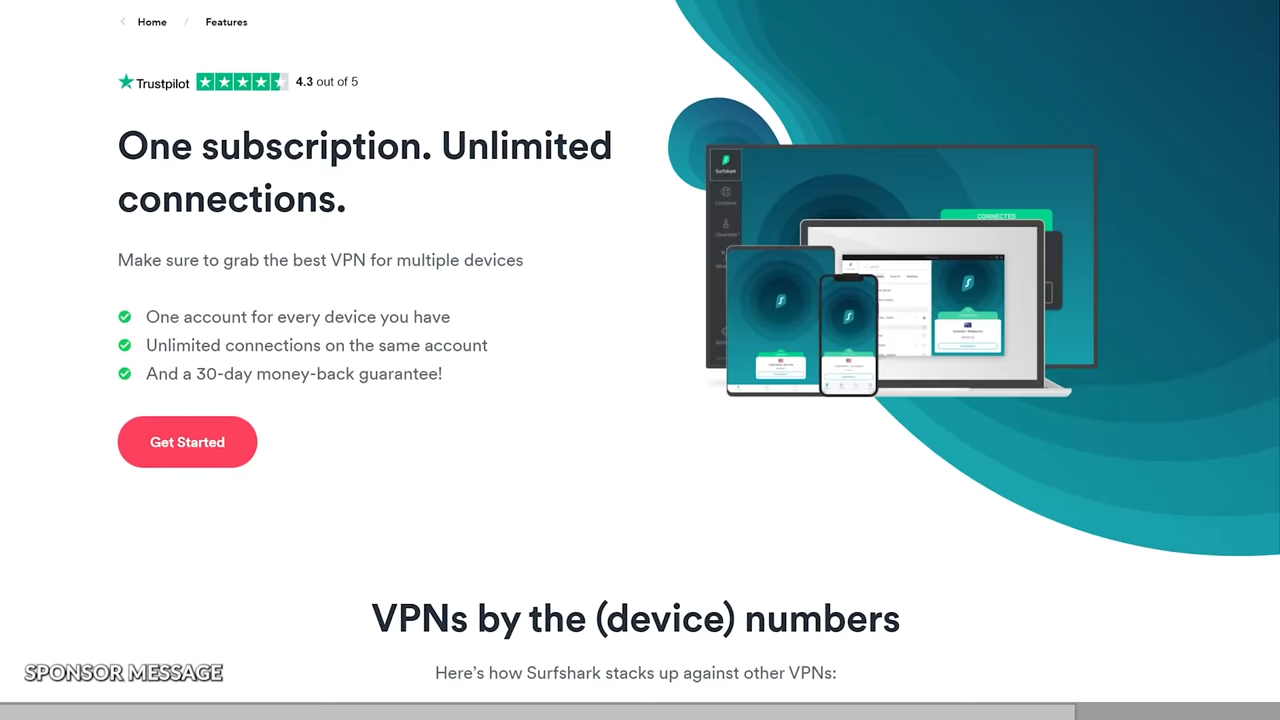 Home / Features
Trustpilot 4.3 out of 5
One subscription. Unlimited
connections.
Make sure to grab the best VPN for multiple devices
One account for every device you have
Unlimited connections on the same account
And a 30-day money-back guarantee!
Get Started
Surfshark
Locations
CONNECTED
VPNs by the (device) numbers
Here's how Surfshark stacks up against other VPNs:
SPONSOR MESSAGE